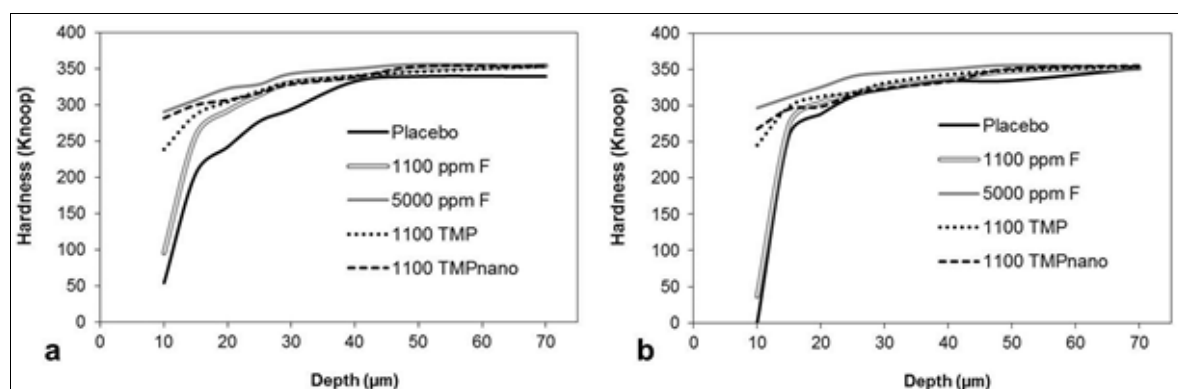 400
350
300
250
200
150
100
50
0
Hardness (Knoop)
Placebo
1100 ppm F
5000 ppm F
1100 TMP
1100 TMPnano
0 10 20 30 40 50 60 70
Depth (µm)
a
400
350
300
250
200
150
100
50
0
Hardness (Knoop)
Placebo
1100 ppm F
5000 ppm F
1100 TMP
1100 TMPnano
0 10 20 30 40 50 60 70
Depth (µm)
b